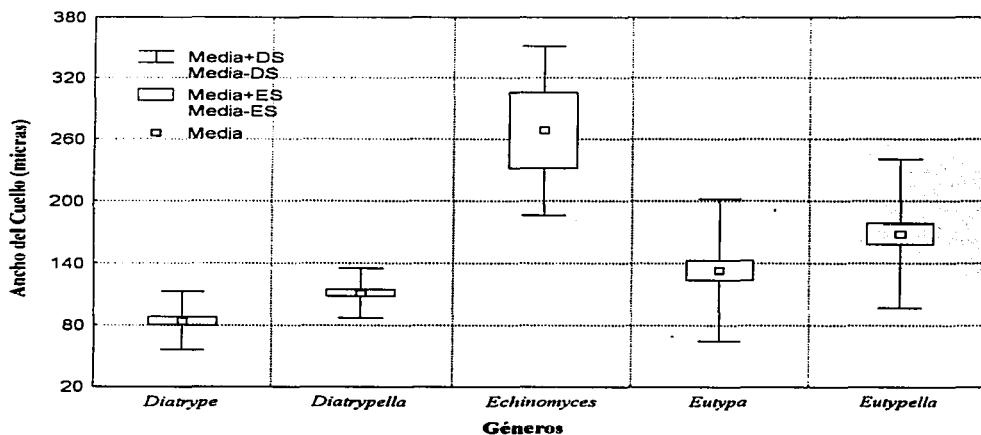 380
320
260
200
140
80
20
Ancho del Cuello (micras)
Media+DS
Media-DS
Media+ES
Media-ES
Media
Diatrype
Diatrypella
Echinomyces
Eutypa
Eutypella
Géneros